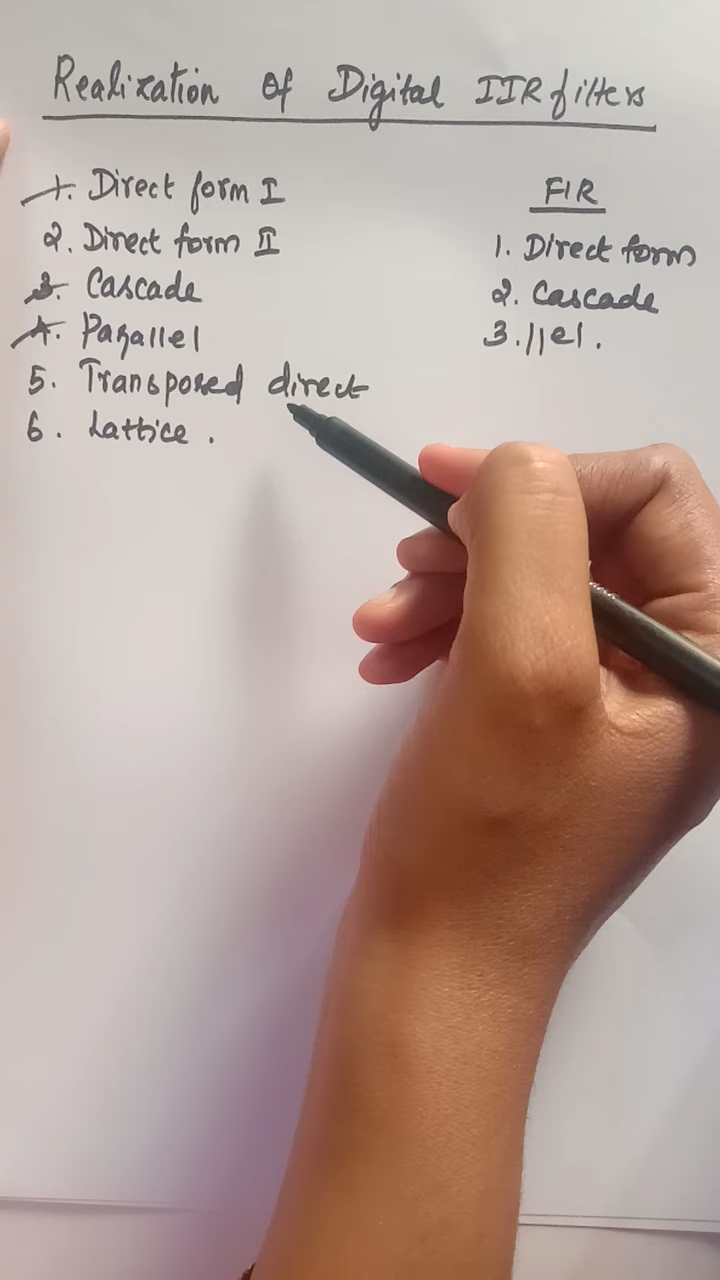 Realization of Digital IIR filters
1. Direct form I
2. Direct form II
3. Cascade
4. Parallel
5. Transposed direct
6. Lattice.
FIR
1. Direct form
2. Cascade
3. ||el.